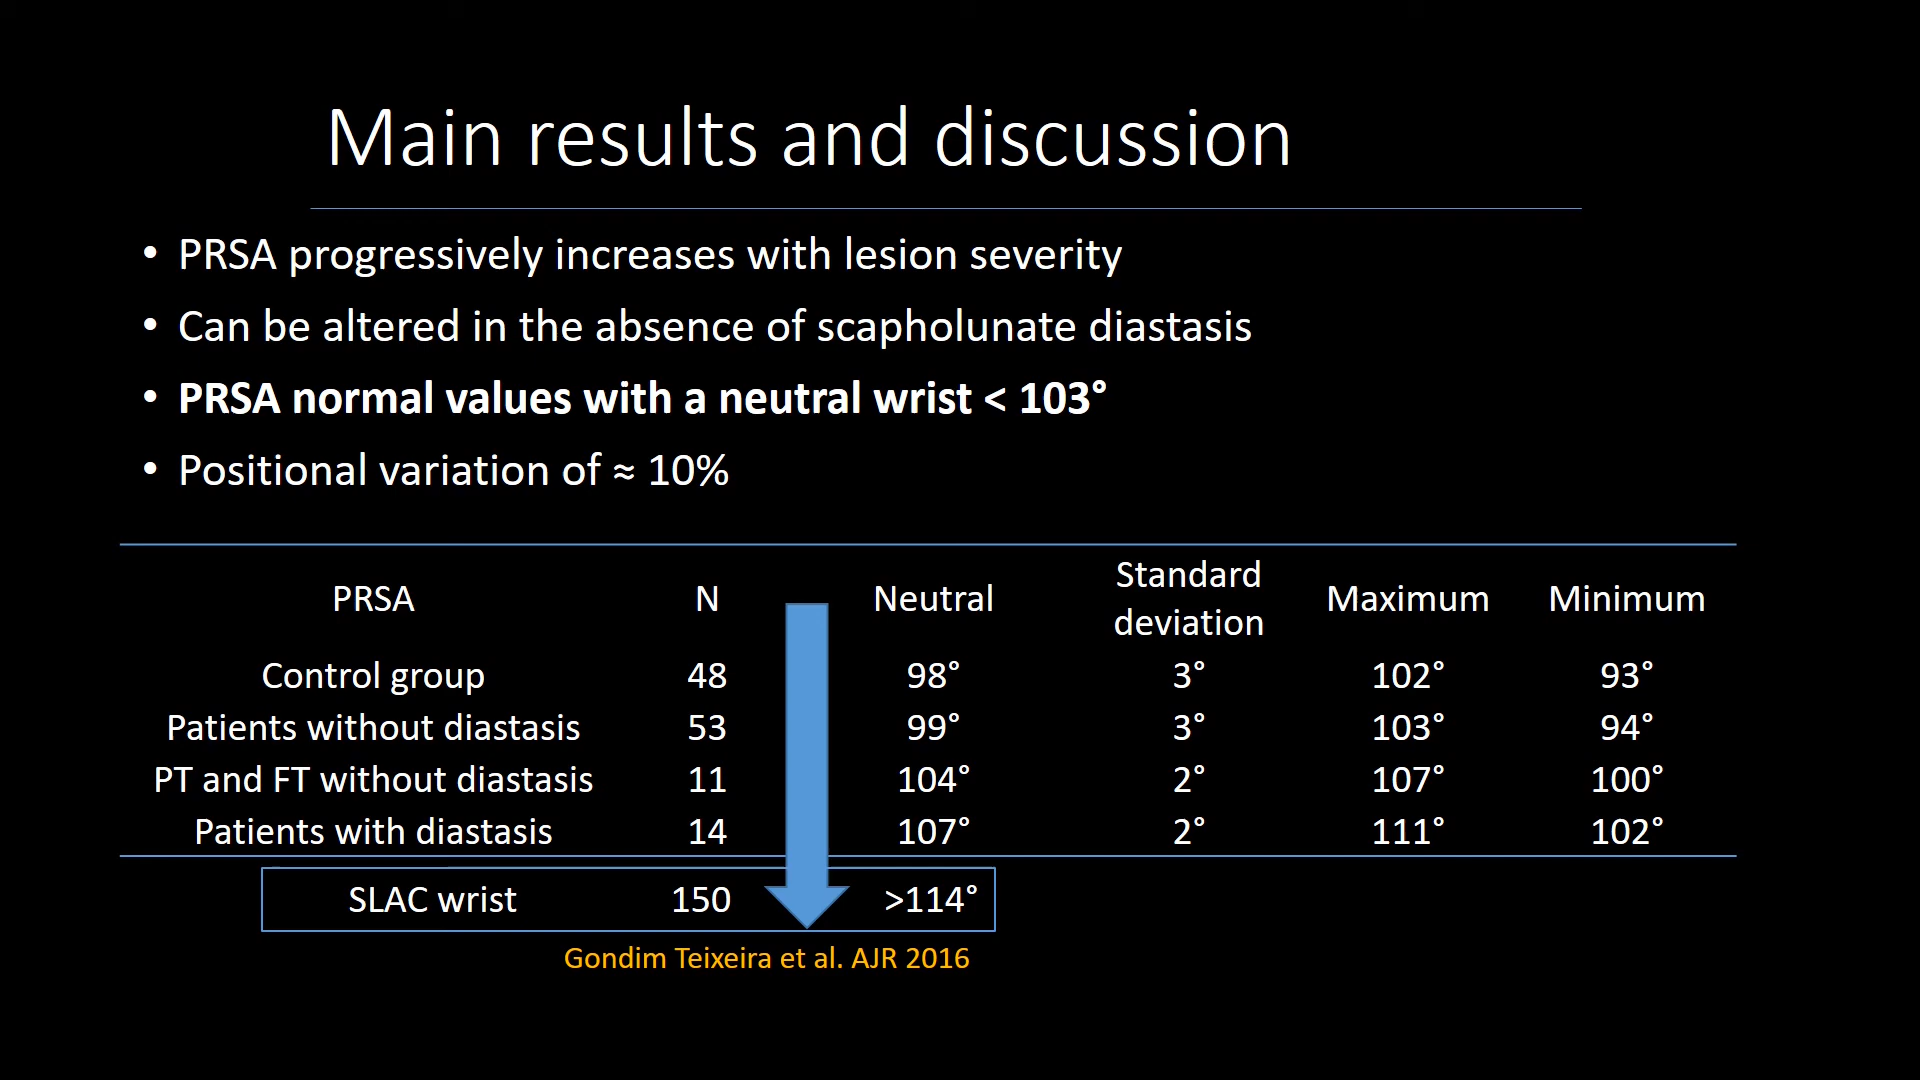 Main results and discussion
• PRSA progressively increases with lesion severity
• Can be altered in the absence of scapholunate diastasis
• PRSA normal values with a neutral wrist < 103°
• Positional variation of ≈ 10%
PRSA N Neutral Standard deviation Maximum Minimum
Control group 48 98° 3° 102° 93°
Patients without diastasis 53 99° 3° 103° 94°
PT and FT without diastasis 11 104° 2° 107° 100°
Patients with diastasis 14 107° 2° 111° 102°
SLAC wrist 150 >114°
Gondim Teixeira et al. AJR 2016